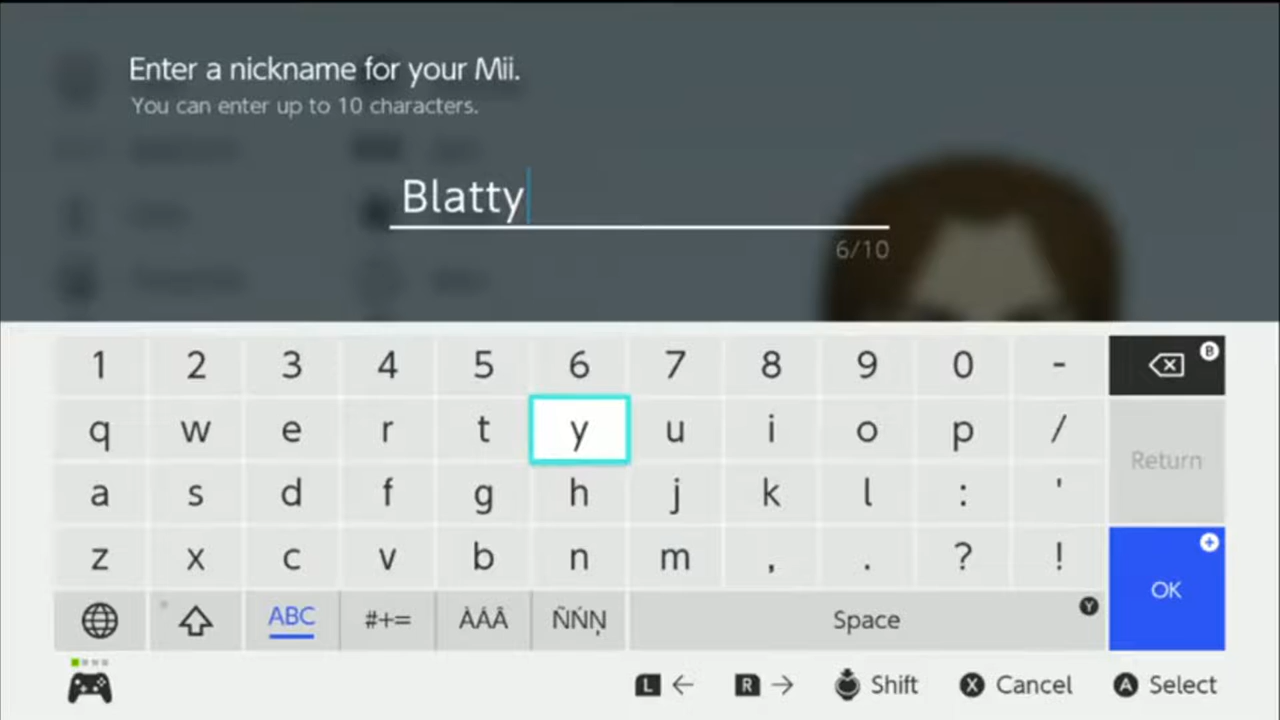 Enter a nickname for your Mii.
You can enter up to 10 characters.
Blatty
6/10
1 2 3 4 5 6 7 8 9 0 - B
q w e r t y u i o p / Return
a s d f g h j k l : '
z x c v b n m , . ? ! + OK
ABC #+= ÀÁÂ ÑŃŅ Space Y
L ← R → Shift X Cancel A Select